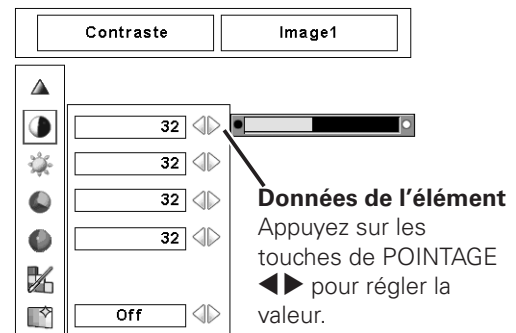 Contraste Image1
32
32
32
32
Off
Données de l’élément
Appuyez sur les
touches de POINTAGE
◀▶ pour régler la
valeur.